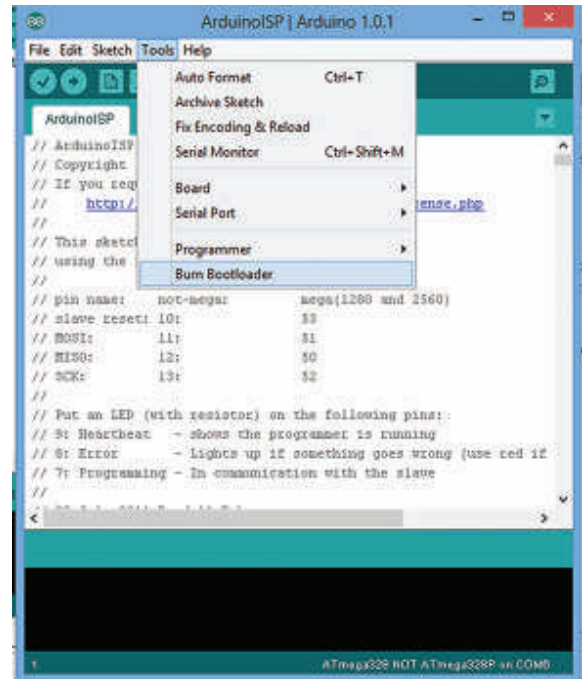 ArduinoISP | Arduino 1.0.1
File Edit Sketch Tools Help
Auto Format Ctrl+T
Archive Sketch
Fix Encoding & Reload
Serial Monitor Ctrl+Shift+M
Board
Serial Port
Programmer
Burn Bootloader
ArduinoISP
// ArduinoISP
// Copyright
// If you req
// http:/ ense.php
//
// This sketc
// using the
//
// pin name: not-mega: mega(1280 and 2560)
// slave reset: 10: 53
// MOSI: 11: 51
// MISO: 12: 50
// SCK: 13: 52
//
// Put an LED (with resistor) on the following pins:
// 9: Heartbeat - shows the programmer is running
// 8: Error - Lights up if something goes wrong (use red if
// 7: Programming - In communication with the slave
//
1 ATmega328 NOT ATmega328P on